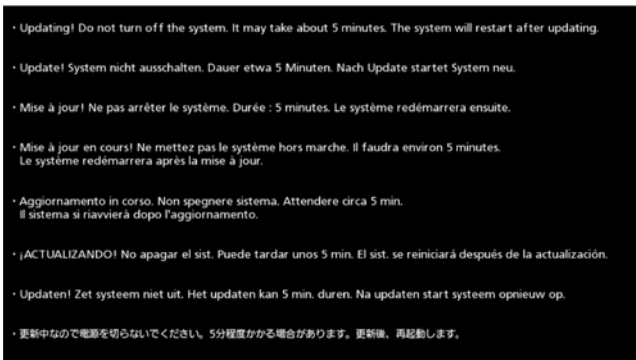 ・Updating! Do not turn off the system. It may take about 5 minutes. The system will restart after updating.
・Update! System nicht ausschalten. Dauer etwa 5 Minuten. Nach Update startet System neu.
・Mise à jour! Ne pas arrêter le système. Durée : 5 minutes. Le système redémarrera ensuite.
・Mise à jour en cours! Ne mettez pas le système hors marche. Il faudra environ 5 minutes.
Le système redémarrera après la mise à jour.
・Aggiornamento in corso. Non spegnere sistema. Attendere circa 5 min.
Il sistema si riavvierà dopo l'aggiornamento.
・¡ACTUALIZANDO! No apagar el sist. Puede tardar unos 5 min. El sist. se reiniciará después de la actualización.
・Updaten! Zet systeem niet uit. Het updaten kan 5 min. duren. Na updaten start systeem opnieuw op.
・更新中なので電源を切らないでください。5分程度かかる場合があります。更新後、再起動します。